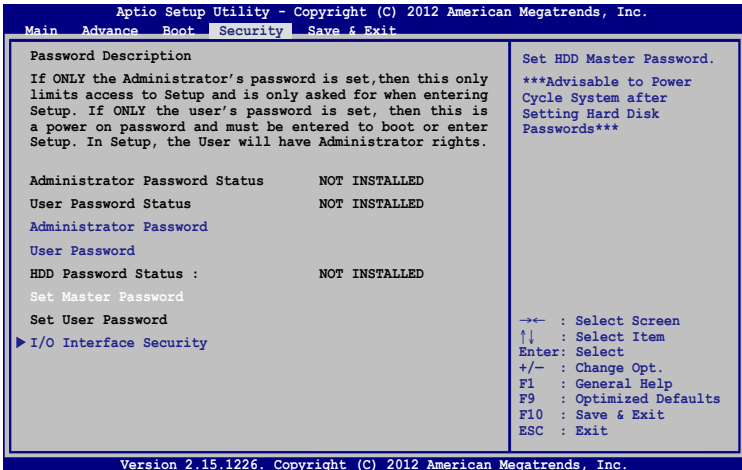 Aptio Setup Utility - Copyright (C) 2012 American Megatrends, Inc.
Main Advance Boot Security Save & Exit
Password Description
If ONLY the Administrator's password is set,then this only
limits access to Setup and is only asked for when entering
Setup. If ONLY the user's password is set, then this is
a power on password and must be entered to boot or enter
Setup. In Setup, the User will have Administrator rights.
Administrator Password Status NOT INSTALLED
User Password Status NOT INSTALLED
Administrator Password
User Password
HDD Password Status : NOT INSTALLED
Set Master Password
Set User Password
I/O Interface Security
Set HDD Master Password.
***Advisable to Power
Cycle System after
Setting Hard Disk
Passwords***
→← : Select Screen
↑↓ : Select Item
Enter: Select
+/— : Change Opt.
F1 : General Help
F9 : Optimized Defaults
F10 : Save & Exit
ESC : Exit
Version 2.15.1226. Copyright (C) 2012 American Megatrends, Inc.